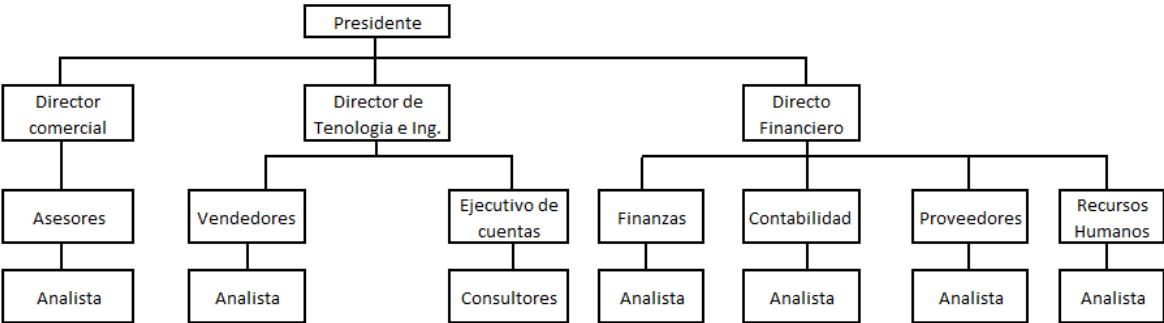 Presidente
Director
comercial
Director de
Tenologia e Ing.
Directo
Financiero
Asesores
Vendedores
Ejecutivo de
cuentas
Finanzas
Contabilidad
Proveedores
Recursos
Humanos
Analista
Analista
Consultores
Analista
Analista
Analista
Analista